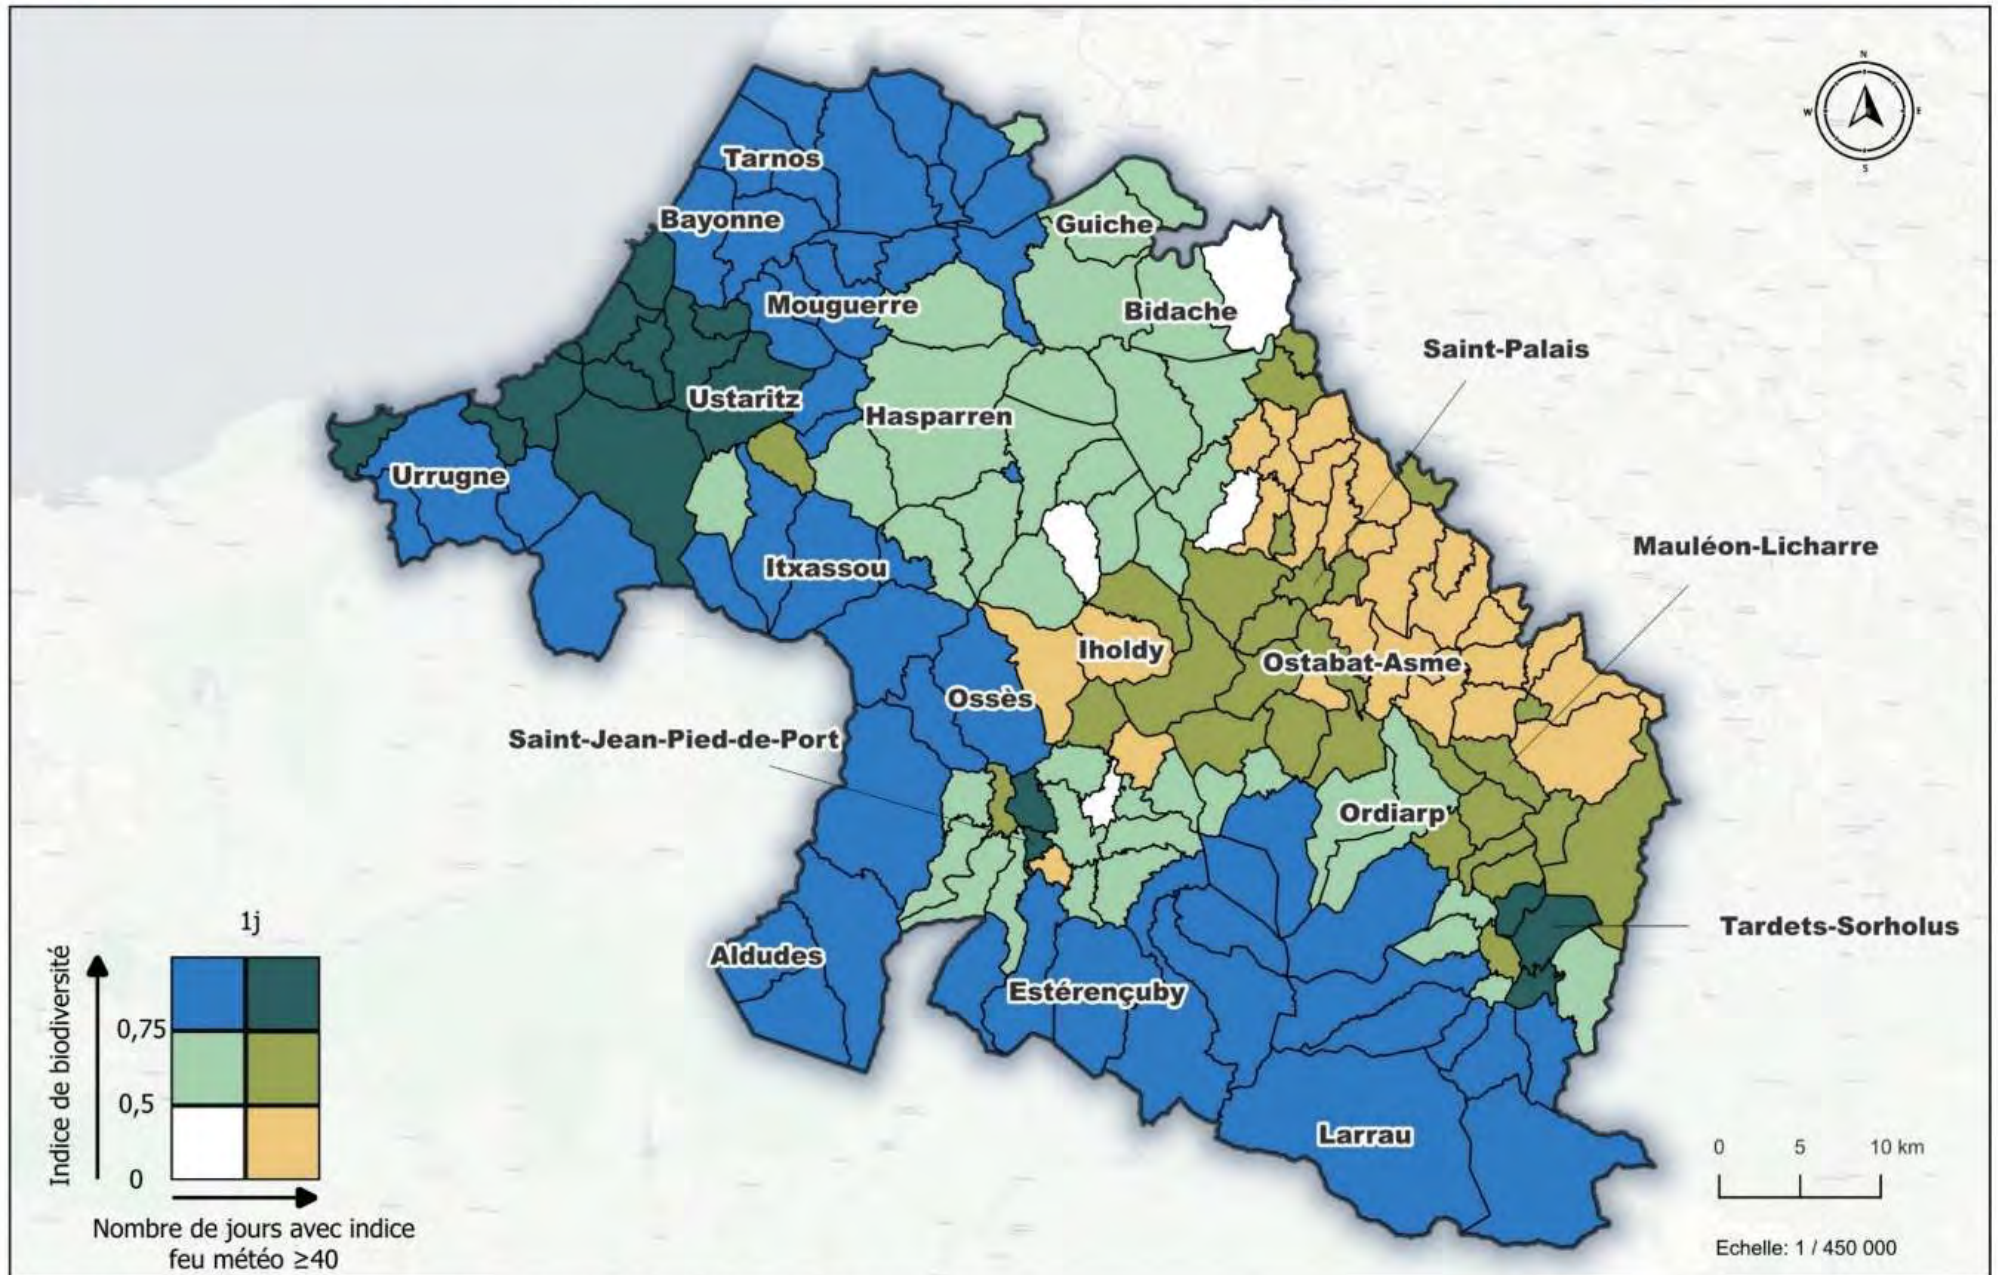 N
W
E
S
Tarnos
Bayonne
Guiche
Mouguerre
Bidache
Saint-Palais
Ustaritz
Hasparren
Urrugne
Mauléon-Licharre
Itxassou
Iholdy
Ostabat-Asme
Ossès
Saint-Jean-Pied-de-Port
Ordiarp
Tardets-Sorholus
Aldudes
Estérençuby
Larrau
1j
Indice de biodiversité
0,75
0,5
0
Nombre de jours avec indice
feu météo ≥40
0 5 10 km
Echelle: 1 / 450 000